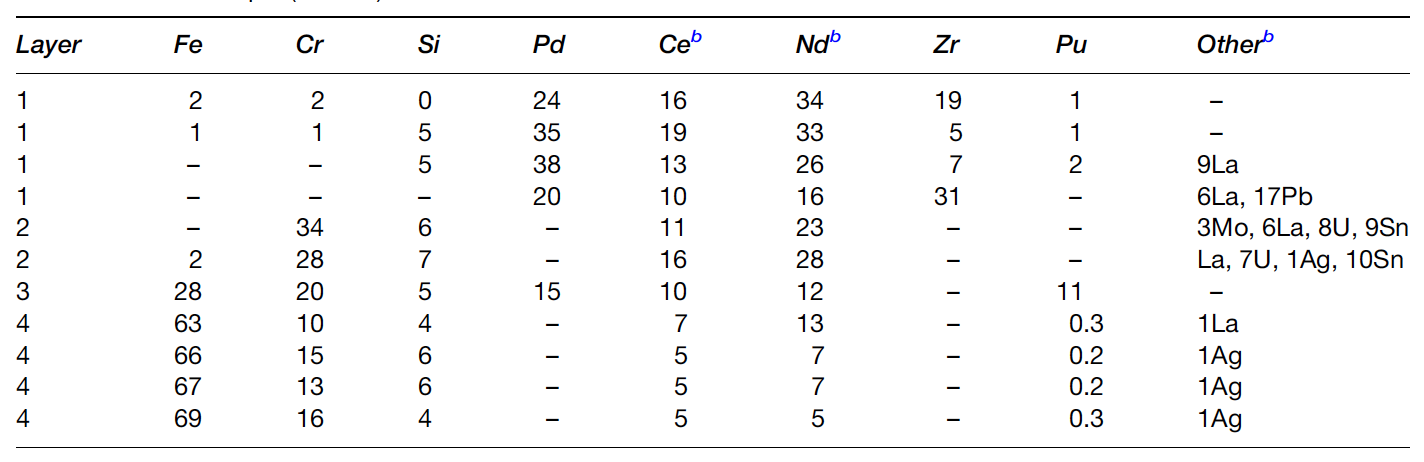 Layer Fe Cr Si Pd Ce^b Nd^b Zr Pu Other^b
1 2 2 0 24 16 34 19 1 –
1 1 1 5 35 19 33 5 1 –
1 – – 5 38 13 26 7 2 9La
1 – – – 20 10 16 31 – 6La, 17Pb
2 – 34 6 – 11 23 – – 3Mo, 6La, 8U, 9Sn
2 2 28 7 – 16 28 – – La, 7U, 1Ag, 10Sn
3 28 20 5 15 10 12 – 11 –
4 63 10 4 – 7 13 – 0.3 1La
4 66 15 6 – 5 7 – 0.2 1Ag
4 67 13 6 – 5 7 – 0.2 1Ag
4 69 16 4 – 5 5 – 0.3 1Ag